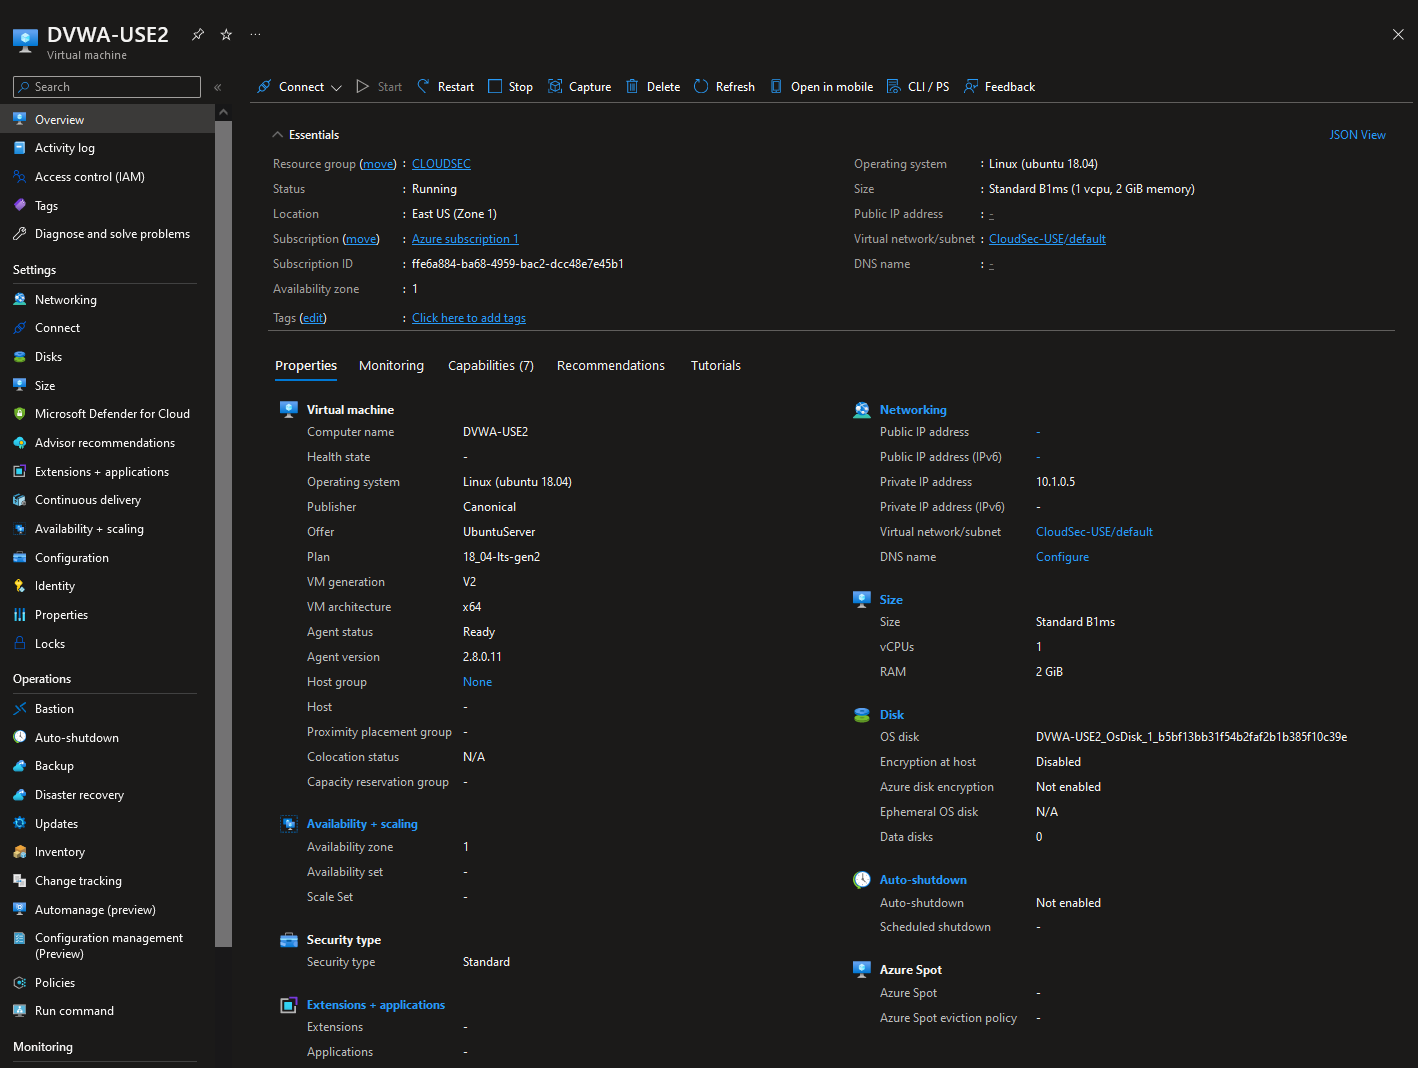 DVWA-USE2
Virtual machine
Search
«
Connect
Start
Restart
Stop
Capture
Delete
Refresh
Open in mobile
CLI / PS
Feedback
Overview
Activity log
Access control (IAM)
Tags
Diagnose and solve problems
Settings
Networking
Connect
Disks
Size
Microsoft Defender for Cloud
Advisor recommendations
Extensions + applications
Continuous delivery
Availability + scaling
Configuration
Identity
Properties
Locks
Operations
Bastion
Auto-shutdown
Backup
Disaster recovery
Updates
Inventory
Change tracking
Automanage (preview)
Configuration management
(Preview)
Policies
Run command
Monitoring
Essentials
JSON View
Resource group (move) : CLOUDSEC
Status : Running
Location : East US (Zone 1)
Subscription (move) : Azure subscription 1
Subscription ID : ffe6a884-ba68-4959-bac2-dcc48e7e45b1
Availability zone : 1
Tags (edit) : Click here to add tags
Operating system : Linux (ubuntu 18.04)
Size : Standard B1ms (1 vcpu, 2 GiB memory)
Public IP address : -
Virtual network/subnet : CloudSec-USE/default
DNS name : -
Properties
Monitoring
Capabilities (7)
Recommendations
Tutorials
Virtual machine
Computer name DVWA-USE2
Health state -
Operating system Linux (ubuntu 18.04)
Publisher Canonical
Offer UbuntuServer
Plan 18_04-lts-gen2
VM generation V2
VM architecture x64
Agent status Ready
Agent version 2.8.0.11
Host group None
Host -
Proximity placement group -
Colocation status N/A
Capacity reservation group -
Availability + scaling
Availability zone 1
Availability set -
Scale Set -
Security type
Security type Standard
Extensions + applications
Extensions -
Applications -
Networking
Public IP address -
Public IP address (IPv6) -
Private IP address 10.1.0.5
Private IP address (IPv6) -
Virtual network/subnet CloudSec-USE/default
DNS name Configure
Size
Size Standard B1ms
vCPUs 1
RAM 2 GiB
Disk
OS disk DVWA-USE2_OsDisk_1_b5bf13bb31f54b2faf2b1b385f10c39e
Encryption at host Disabled
Azure disk encryption Not enabled
Ephemeral OS disk N/A
Data disks 0
Auto-shutdown
Auto-shutdown Not enabled
Scheduled shutdown -
Azure Spot
Azure Spot -
Azure Spot eviction policy -